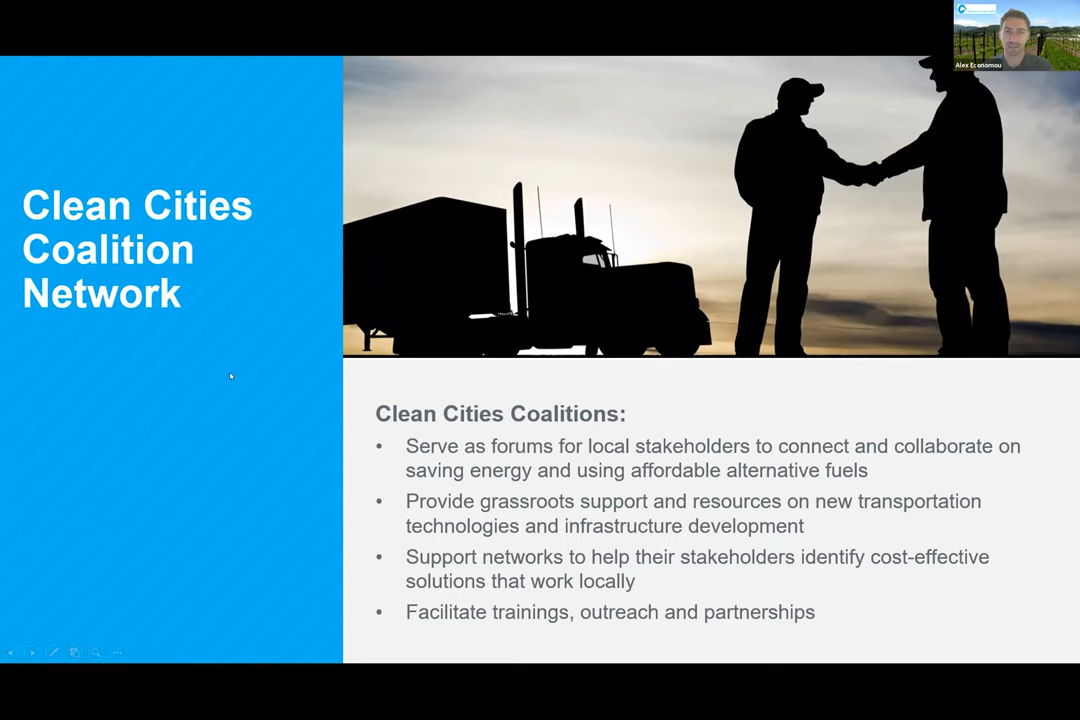 Alex Economou
Clean Cities
Coalition
Network
Clean Cities Coalitions:
• Serve as forums for local stakeholders to connect and collaborate on
saving energy and using affordable alternative fuels
• Provide grassroots support and resources on new transportation
technologies and infrastructure development
• Support networks to help their stakeholders identify cost-effective
solutions that work locally
• Facilitate trainings, outreach and partnerships